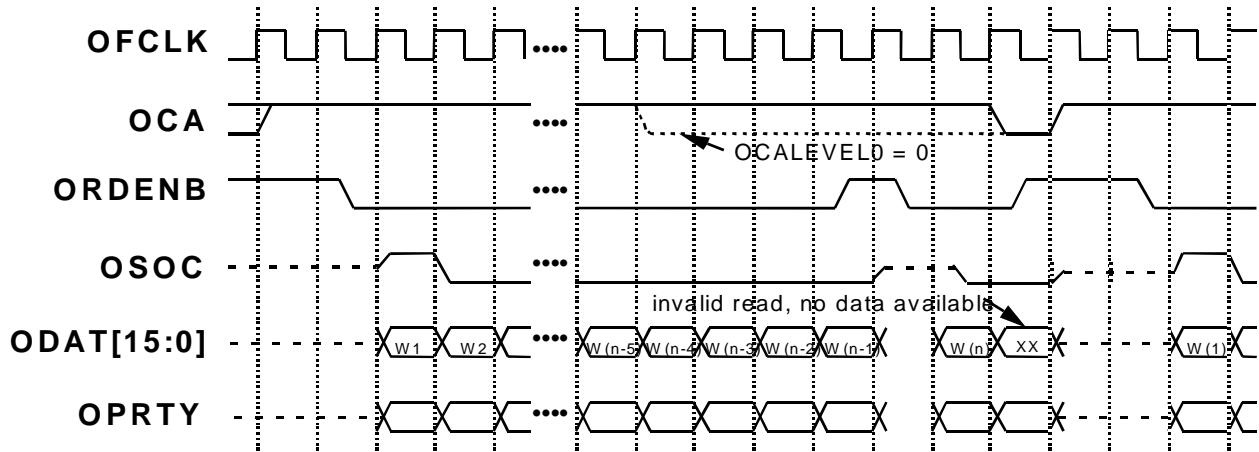 OFCLK
OCA
OCALEVEL0 = 0
ORDENB
OSOC
invalid read, no data available
ODAT[15:0]
W1 W2 W(n-5) W(n-4) W(n-3) W(n-2) W(n-1) W(n) XX W(1)
OPRTY